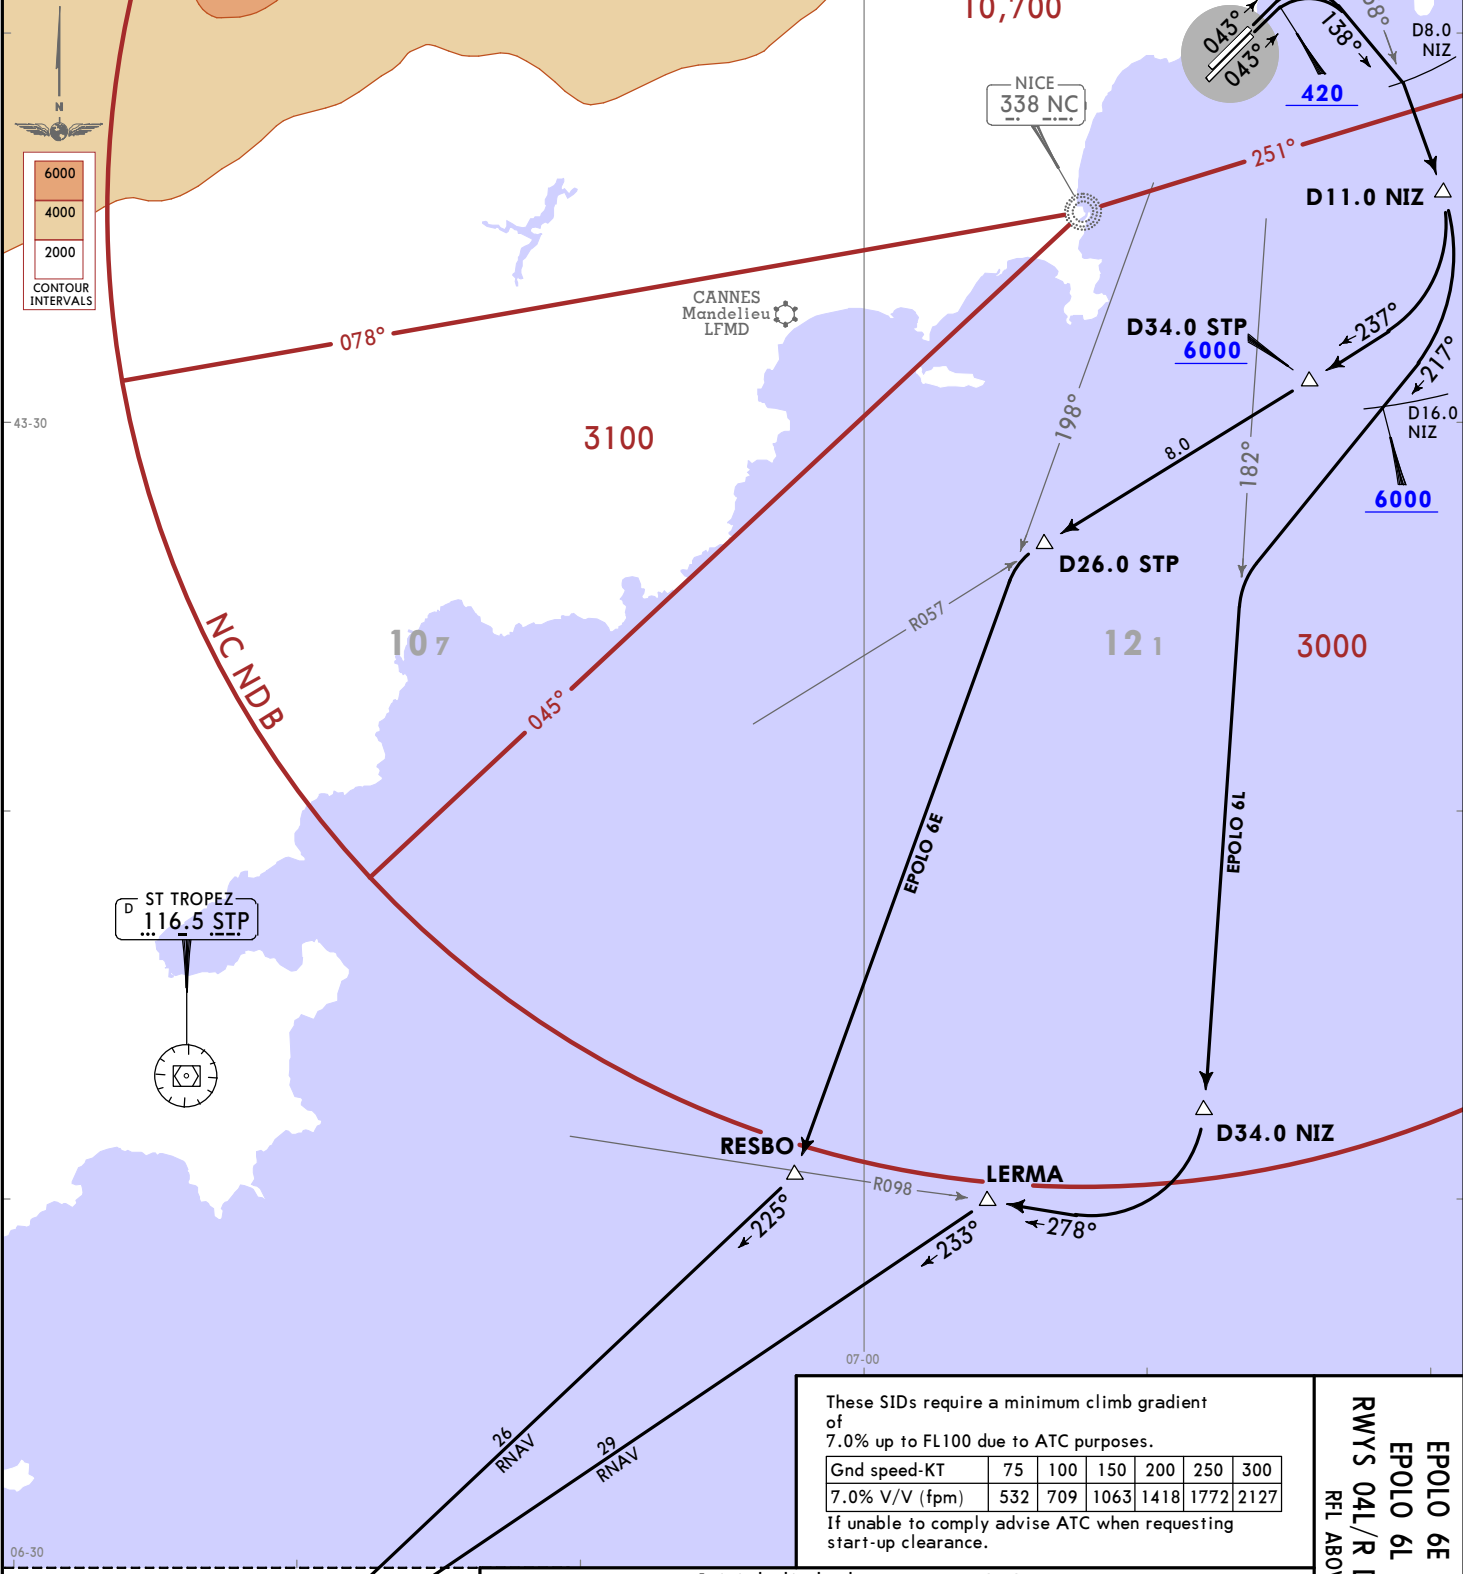 10,700
043°
043°
138°
D8.0
NIZ
420
NICE
338 NC
251°
N
6000
4000
2000
CONTOUR
INTERVALS
D11.0 NIZ
078°
CANNES
Mandelieu
LFMD
D34.0 STP
6000
237°
217°
D16.0
NIZ
6000
43-30
3100
198°
182°
8.0
D26.0 STP
R057
NC NDB
107
121
3000
045°
EPOLO 6E
EPOLO 6L
ST TROPEZ
D 116.5 STP
RESBO
LERMA
D34.0 NIZ
R098
225°
233°
278°
07-00
26
RNAV
29
RNAV
06-30
These SIDs require a minimum climb gradient
of
7.0% up to FL100 due to ATC purposes.
Gnd speed-KT 75 100 150 200 250 300
7.0% V/V (fpm) 532 709 1063 1418 1772 2127
If unable to comply advise ATC when requesting
start-up clearance.
EPOLO 6E
EPOLO 6L
RWYS 04L/R
RFL